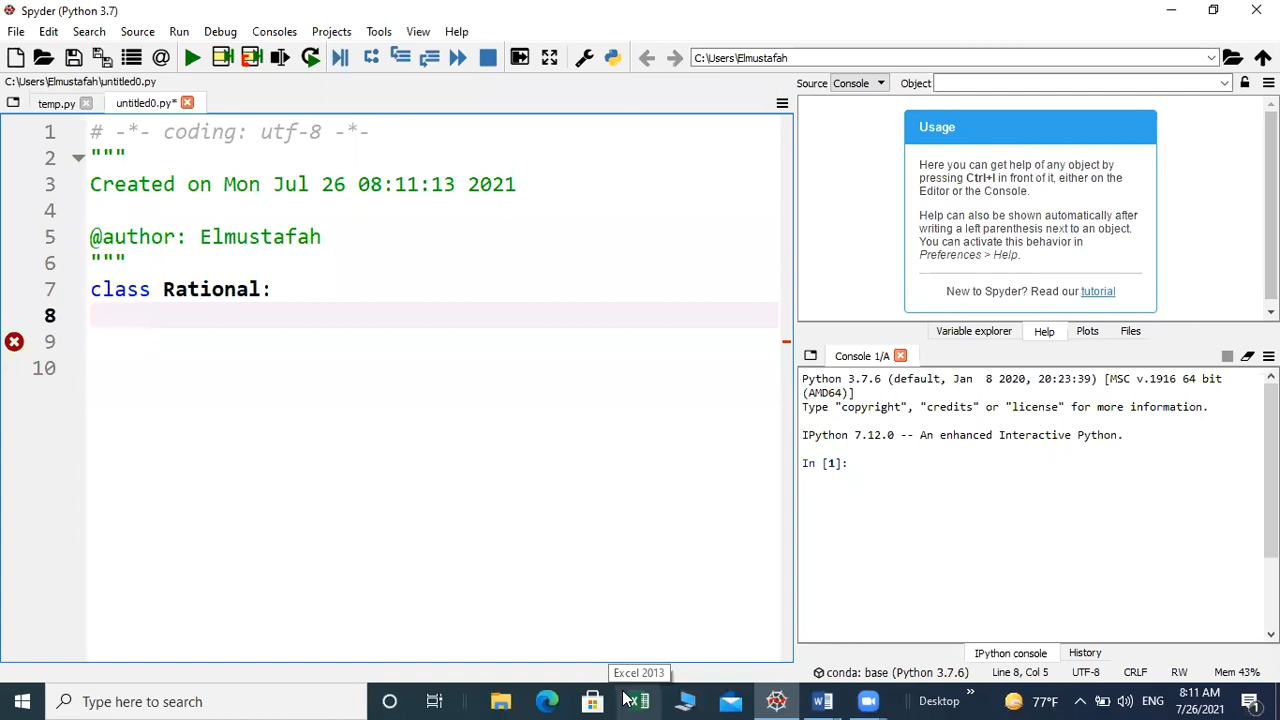 Spyder (Python 3.7)
File Edit Search Source Run Debug Consoles Projects Tools View Help
C:\Users\Elmustafah
C:\Users\Elmustafah\untitled0.py
Source Console Object
temp.py untitled0.py*
1 # -*- coding: utf-8 -*-
2 """
3 Created on Mon Jul 26 08:11:13 2021
4
5 @author: Elmustafah
6 """
7 class Rational:
8
9
10
Usage
Here you can get help of any object by
pressing Ctrl+I in front of it, either on the
Editor or the Console.
Help can also be shown automatically after
writing a left parenthesis next to an object.
You can activate this behavior in
Preferences > Help.
New to Spyder? Read our tutorial
Variable explorer Help Plots Files
Console 1/A
Python 3.7.6 (default, Jan  8 2020, 20:23:39) [MSC v.1916 64 bit
(AMD64)]
Type "copyright", "credits" or "license" for more information.
IPython 7.12.0 -- An enhanced Interactive Python.
In [1]:
IPython console History
Excel 2013
conda: base (Python 3.7.6) Line 8, Col 5 UTF-8 CRLF RW Mem 43%
Type here to search Desktop » 77°F ENG 8:11 AM
7/26/2021